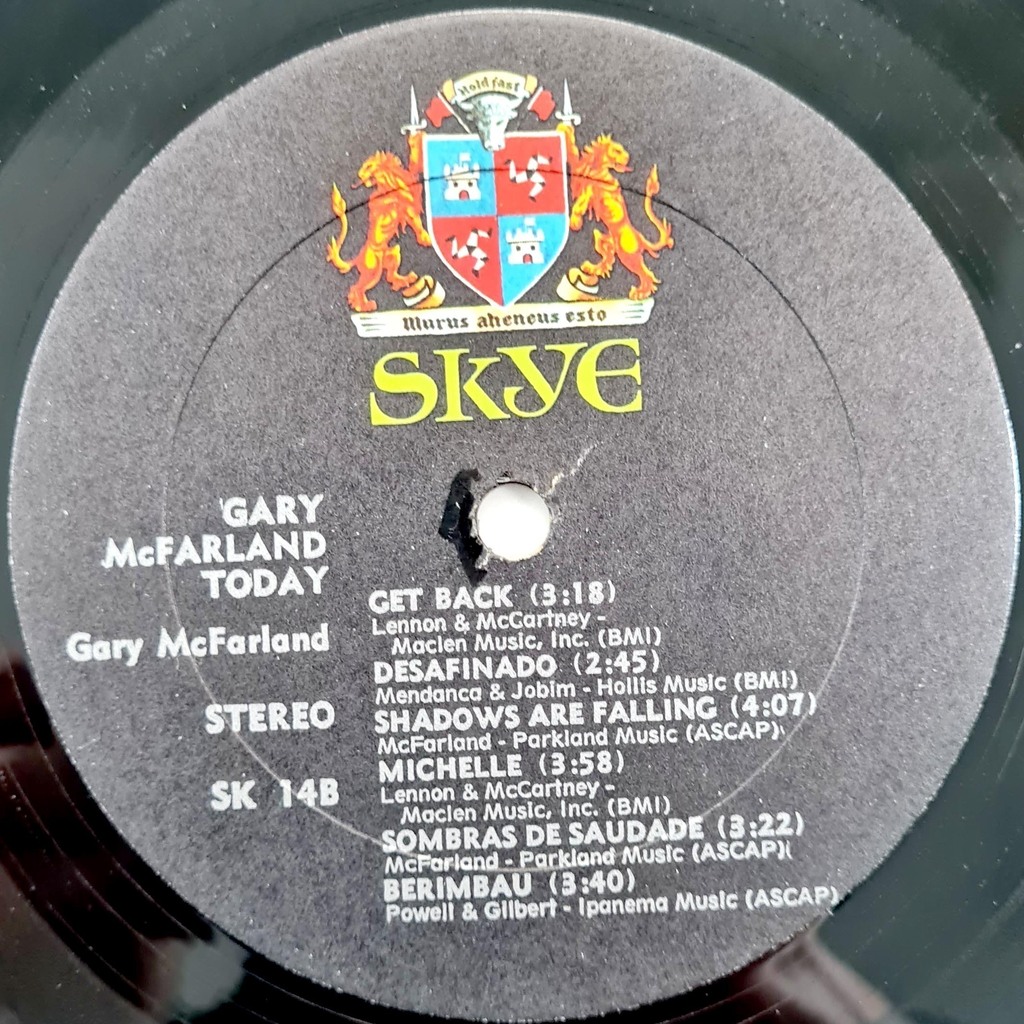 Hold fast
Murus aheneus esto
SKYE
GARY
McFARLAND
TODAY
Gary McFarland
STEREO
SK 14B
GET BACK (3:18)
Lennon & McCartney -
Maclen Music, Inc. (BMI)
DESAFINADO (2:45)
Mendanca & Jobim - Hollis Music (BMI)
SHADOWS ARE FALLING (4:07)
McFarland - Parkland Music (ASCAP)
MICHELLE (3:58)
Lennon & McCartney -
Maclen Music, Inc. (BMI)
SOMBRAS DE SAUDADE (3:22)
McFarland - Parkland Music (ASCAP)
BERIMBAU (3:40)
Powell & Gilbert - Ipanema Music (ASCAP)